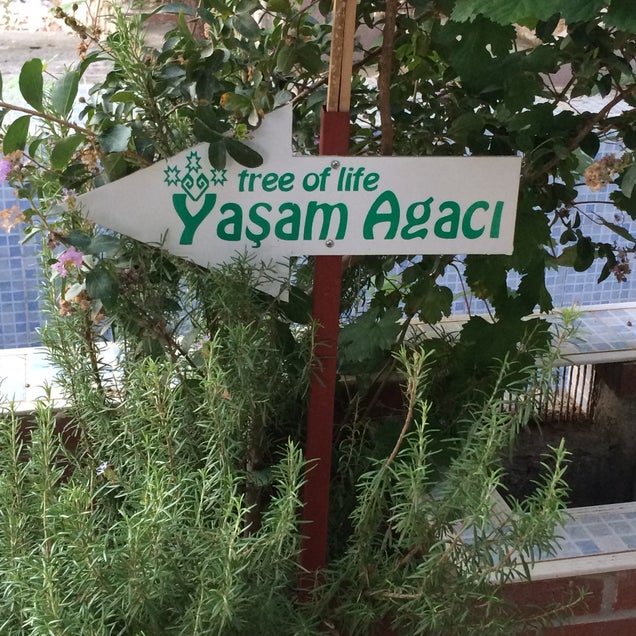 tree of life
Yaşam Agacı